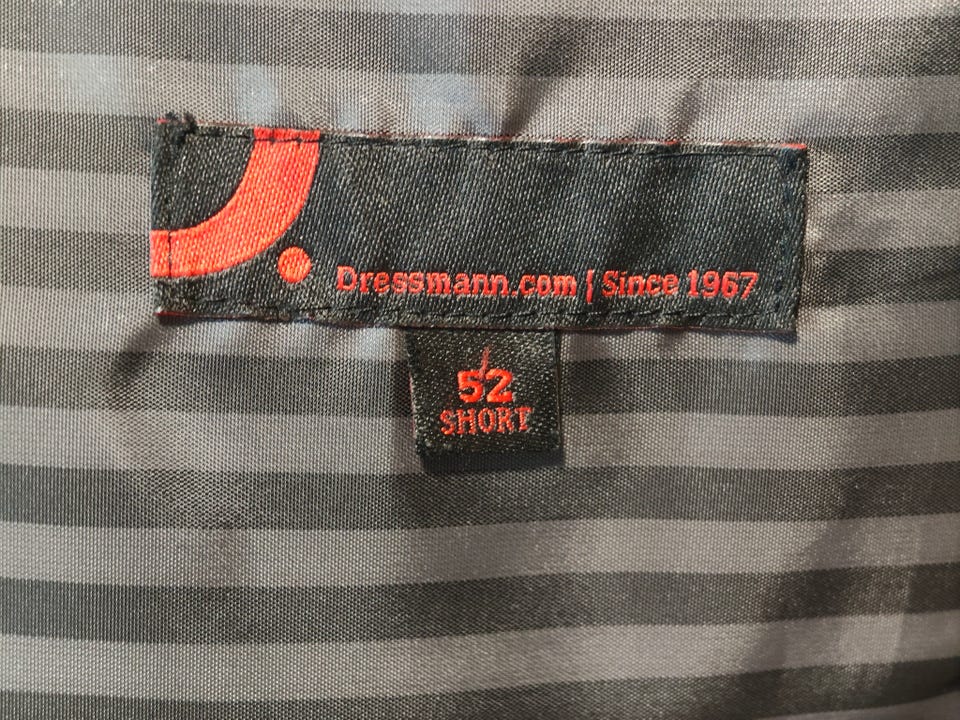 Dressmann.com | Since 1967
52
SHORT